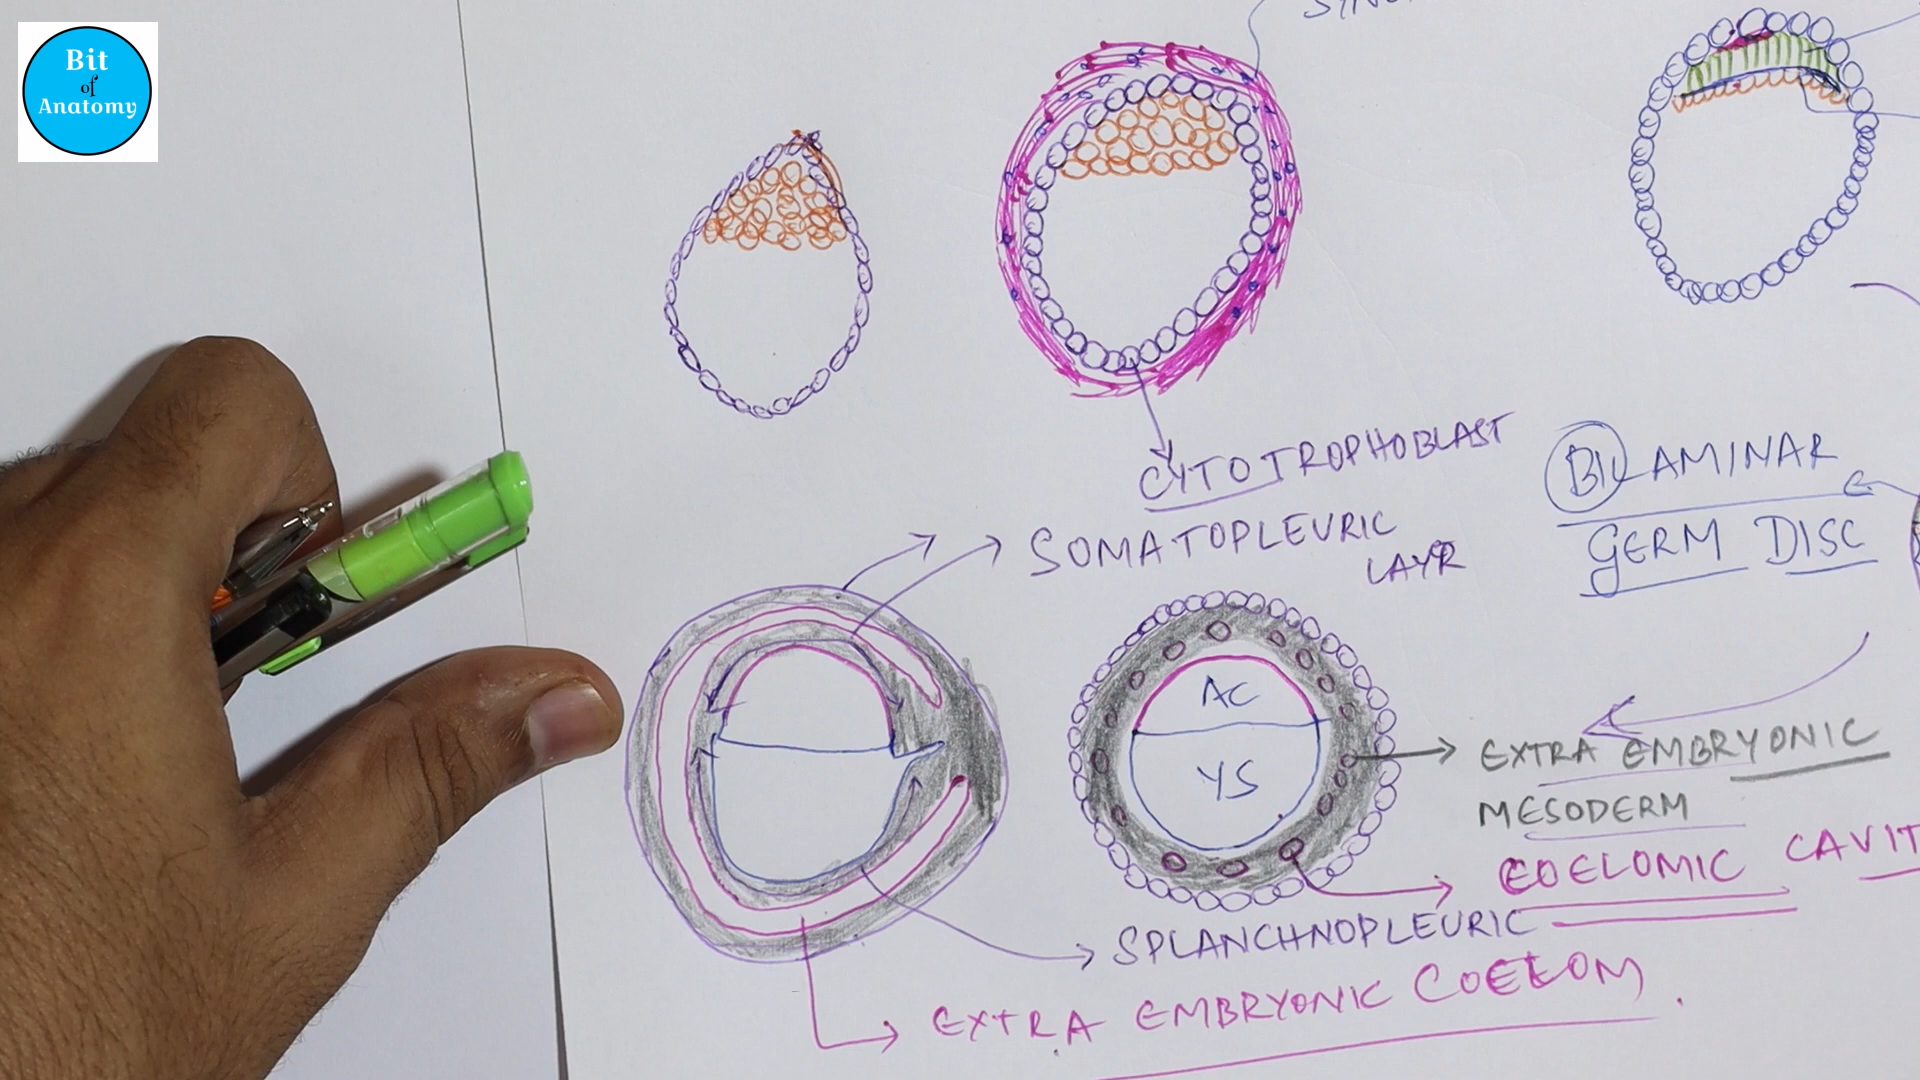 Bit
of
Anatomy
CYTOTROPHOBLAST
SOMATOPLEURIC
LAYR
BILAMINAR
GERM DISC
AC
YS
EXTRA EMBRYONIC
MESODERM
COELOMIC CAVIT
SPLANCHNOPLEURIC
EXTRA EMBRYONIC COELOM